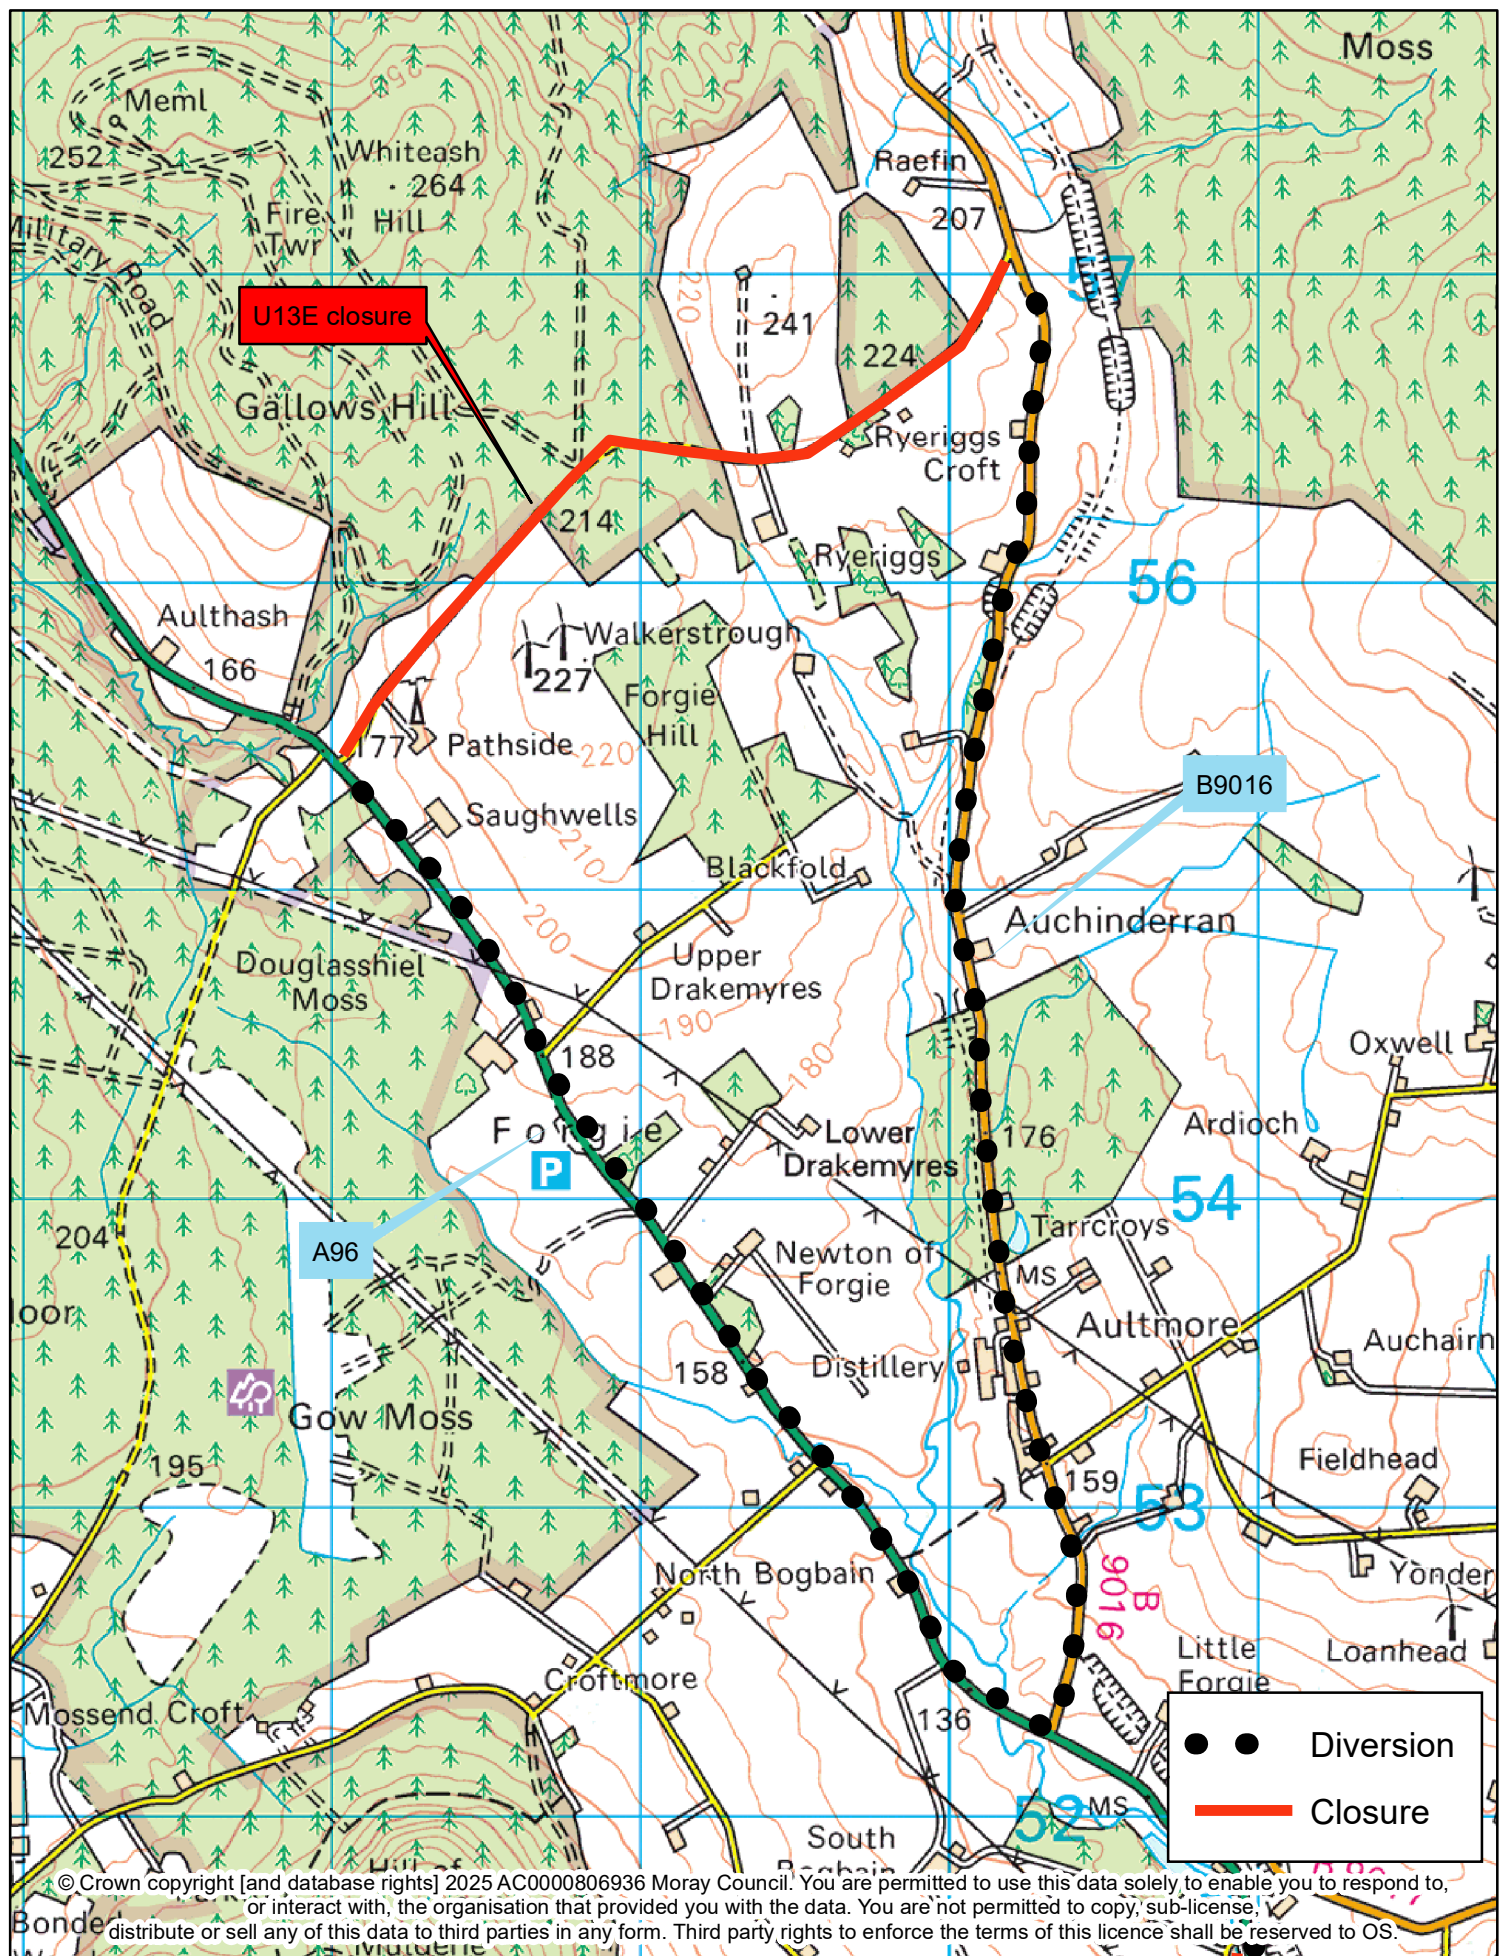 Moss
Meml
252
Whiteash
264
Hill
250
Fire
Twr
Military Road
Raefin
207
57
220
241
224
U13E closure
Gallows Hill
Ryeriggs
Croft
214
Ryeriggs
56
Aulthash
166
Walkerstrough
227
Forgie
Hill
177
Pathside
220
B9016
Saughwells
210
Blackfold
200
Auchinderran
Douglasshiel
Moss
Upper
Drakemyres
190
180
188
Oxwell
Forgie
P
Lower
Drakemyres
176
Ardioch
54
204
A96
Tarrcroys
Newton of
Forgie
MS
loor
Aultmore
Auchairn
158
Distillery
Gow Moss
195
Fieldhead
159
53
North Bogbain
B
9016
Yonder
Little
Forgie
Loanhead
Croftmore
Mossend Croft
136
Diversion
Closure
52
MS
South
Bogbain
Hill of
Bonded
© Crown copyright [and database rights] 2025 AC0000806936 Moray Council. You are permitted to use this data solely to enable you to respond to,
or interact with, the organisation that provided you with the data. You are not permitted to copy, sub-license,
distribute or sell any of this data to third parties in any form. Third party rights to enforce the terms of this licence shall be reserved to OS.